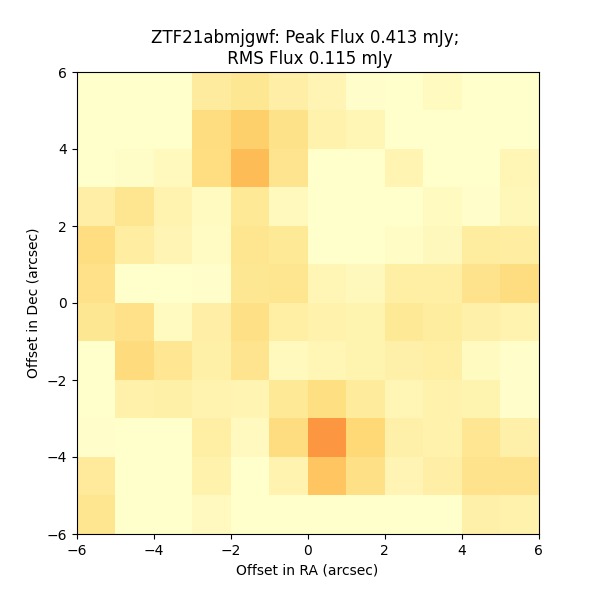 ZTF21abmjgwf: Peak Flux 0.413 mJy;
RMS Flux 0.115 mJy
6
4
2
0
−2
−4
−6
Offset in Dec (arcsec)
−6 −4 −2 0 2 4 6
Offset in RA (arcsec)